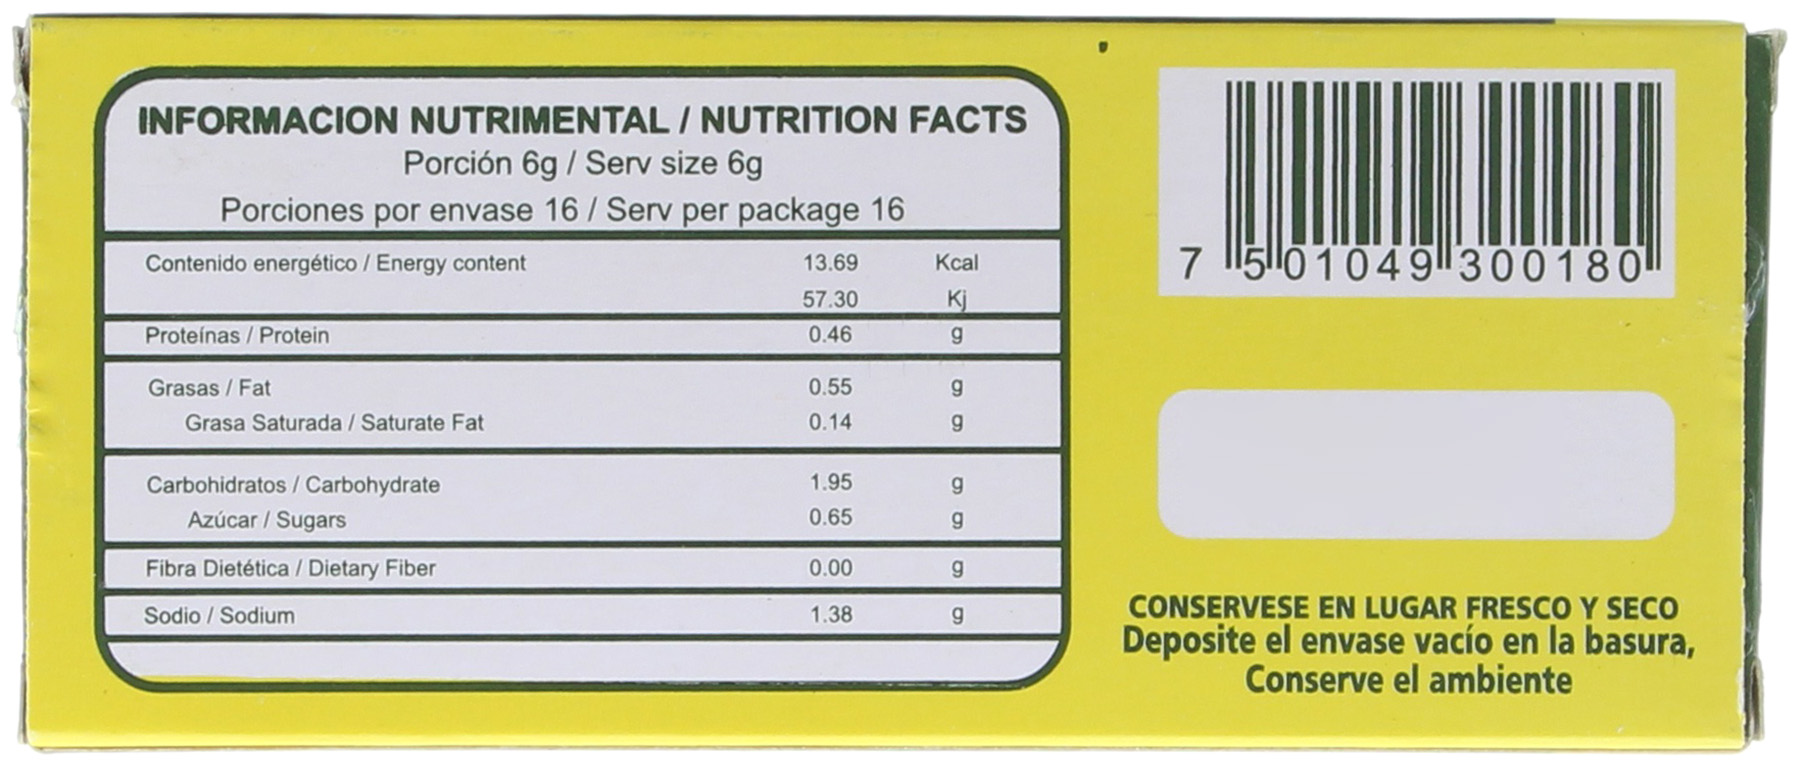 INFORMACION NUTRIMENTAL / NUTRITION FACTS
Porción 6g / Serv size 6g
Porciones por envase 16 / Serv per package 16
Contenido energético / Energy content 13.69 Kcal
57.30 Kj
Proteínas / Protein 0.46 g
Grasas / Fat 0.55 g
Grasa Saturada / Saturate Fat 0.14 g
Carbohidratos / Carbohydrate 1.95 g
Azúcar / Sugars 0.65 g
Fibra Dietética / Dietary Fiber 0.00 g
Sodio / Sodium 1.38 g
7 501049 300180
CONSERVESE EN LUGAR FRESCO Y SECO
Deposite el envase vacío en la basura,
Conserve el ambiente